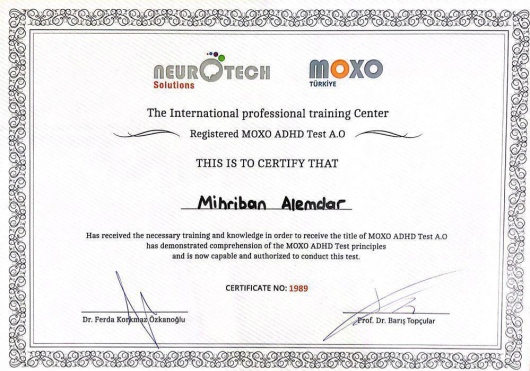 NEUROTECH
Solutions
MOXO
TÜRKİYE
The International professional training Center
Registered MOXO ADHD Test A.O
THIS IS TO CERTIFY THAT
Mihriban Alemdar
Has received the necessary training and knowledge in order to receive the title of MOXO ADHD Test A.O
has demonstrated comprehension of the MOXO ADHD Test principles
and is now capable and authorized to conduct this test.
CERTIFICATE NO: 1989
Dr. Ferda Korkmaz Özkanoğlu
Prof. Dr. Barış Topçular